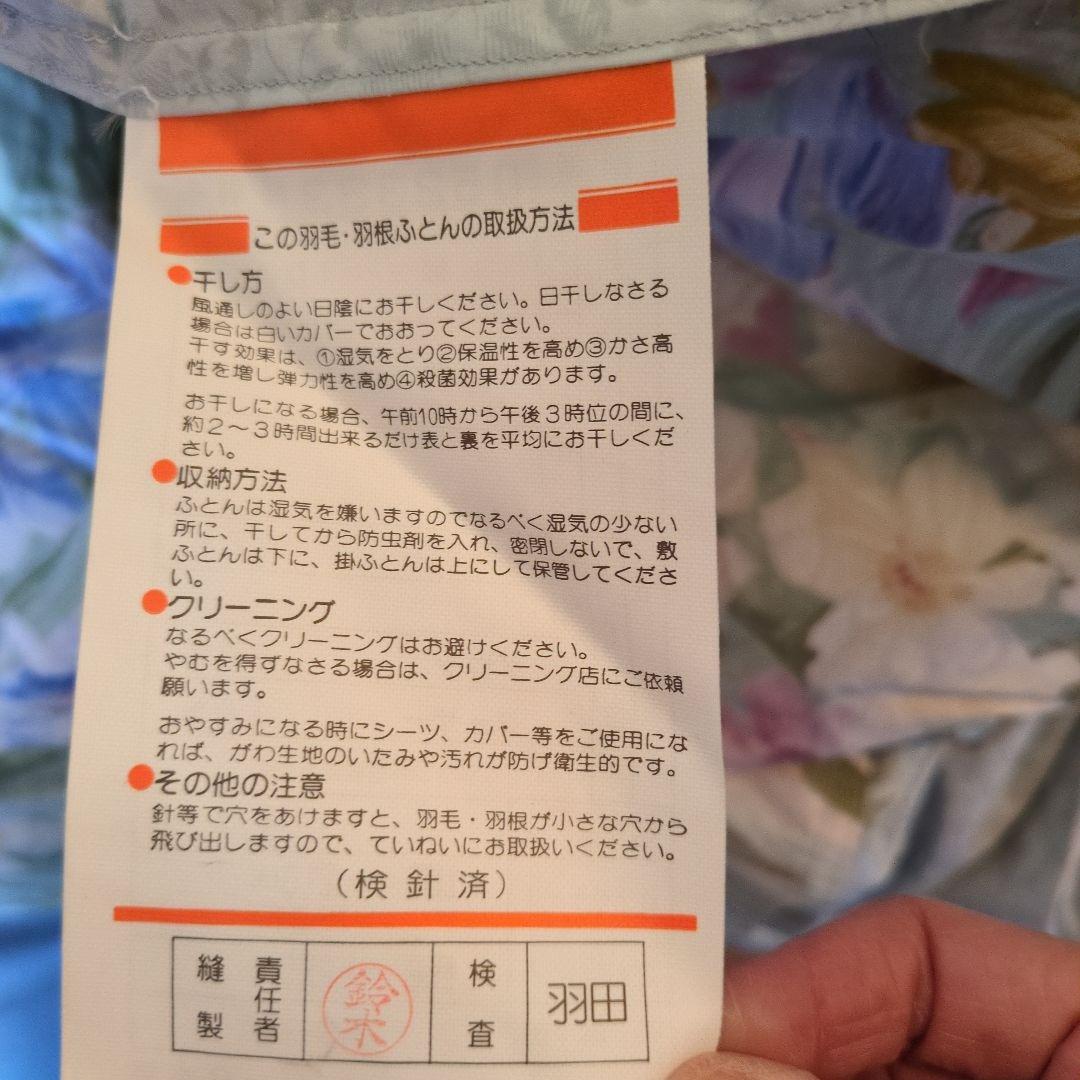 この羽毛・羽根ふとんの取扱方法
●干し方
風通しのよい日陰にお干しください。日干しなさる
場合は白いカバーでおおってください。
干す効果は、①湿気をとり②保温性を高め③かさ高
性を増し弾力性を高め④殺菌効果があります。
お干しになる場合、午前10時から午後3時位の間に、
約2～3時間出来るだけ表と裏を平均にお干しくだ
さい。
●収納方法
ふとんは湿気を嫌いますのでなるべく湿気の少ない
所に、干してから防虫剤を入れ、密閉しないで、敷
ふとんは下に、掛ふとんは上にして保管してくださ
い。
●クリーニング
なるべくクリーニングはお避けください。
やむを得ずなさる場合は、クリーニング店にご依頼
願います。
おやすみになる時にシーツ、カバー等をご使用にな
れば、がわ生地のいたみや汚れが防げ衛生的です。
●その他の注意
針等で穴をあけますと、羽毛・羽根が小さな穴から
飛び出しますので、ていねいにお取扱いください。
（検針済）
縫製 責任者 鈴木 検査 羽田